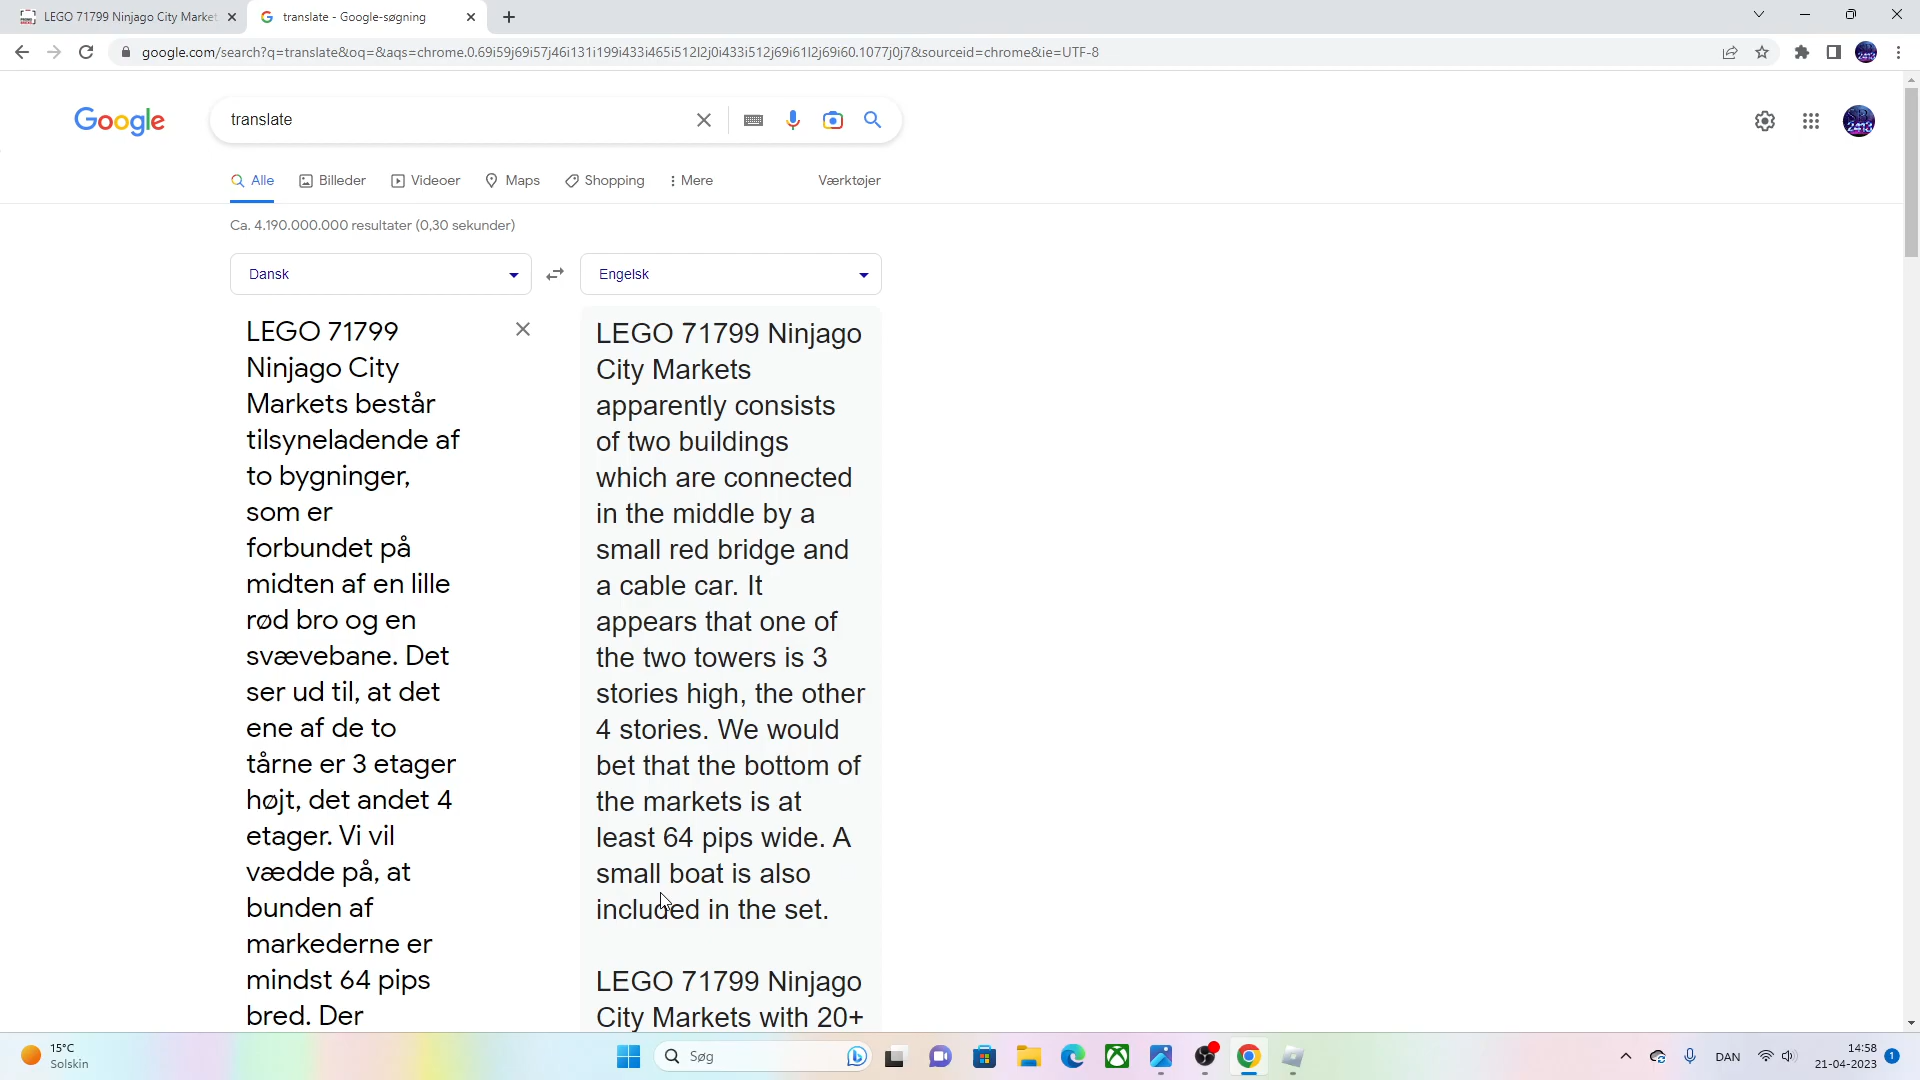 LEGO 71799 Ninjago City Market
translate - Google-søgning
google.com/search?q=translate&oq=&aqs=chrome.0.69i59j69i57j46i131i199i433i465i512l2j0i433i512j69i61l2j69i60.1077j0j7&sourceid=chrome&ie=UTF-8
Google
translate
Alle
Billeder
Videoer
Maps
Shopping
Mere
Værktøjer
Ca. 4.190.000.000 resultater (0,30 sekunder)
Dansk
Engelsk
LEGO 71799
Ninjago City
Markets består
tilsyneladende af
to bygninger,
som er
forbundet på
midten af en lille
rød bro og en
svævebane. Det
ser ud til, at det
ene af de to
tårne er 3 etager
højt, det andet 4
etager. Vi vil
vædde på, at
bunden af
markederne er
mindst 64 pips
bred. Der
LEGO 71799 Ninjago
City Markets
apparently consists
of two buildings
which are connected
in the middle by a
small red bridge and
a cable car. It
appears that one of
the two towers is 3
stories high, the other
4 stories. We would
bet that the bottom of
the markets is at
least 64 pips wide. A
small boat is also
included in the set.
LEGO 71799 Ninjago
City Markets with 20+
15°C
Solskin
Søg
DAN
14:58
21-04-2023
1